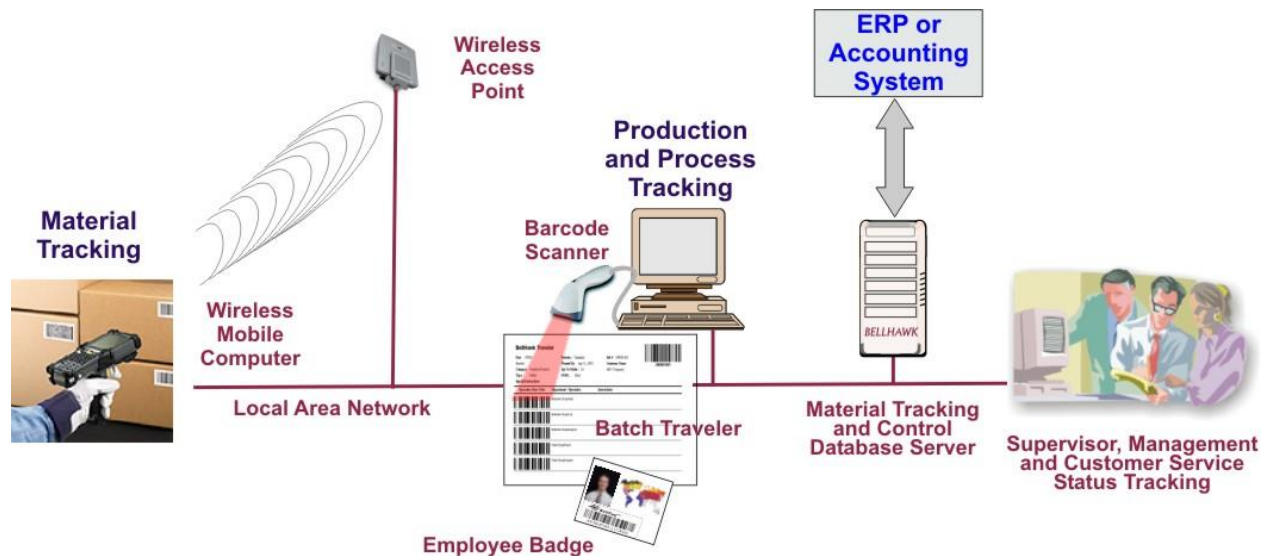 Wireless
Access
Point
ERP or
Accounting
System
Production
and Process
Tracking
Material
Tracking
Barcode
Scanner
Wireless
Mobile
Computer
BELLHAWK
Local Area Network
BellHawk Traveler
Batch Traveler
Material Tracking
and Control
Database Server
Supervisor, Management
and Customer Service
Status Tracking
Employee Badge